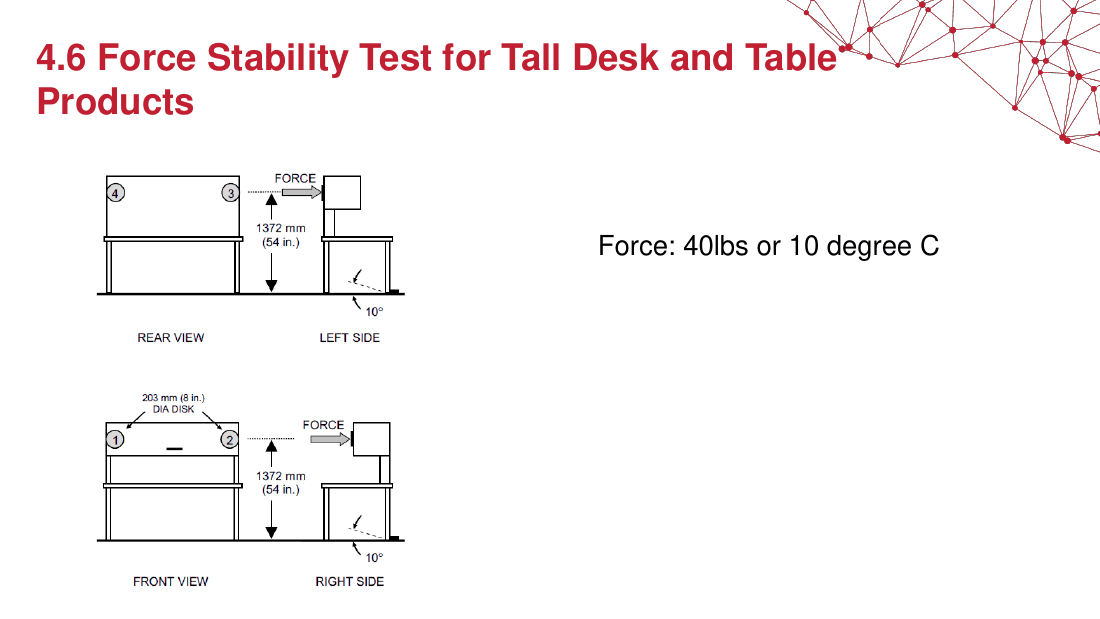 4.6 Force Stability Test for Tall Desk and Table
Products
4
3
FORCE
1372 mm
(54 in.)
10°
REAR VIEW
LEFT SIDE
Force: 40lbs or 10 degree C
203 mm (8 in.)
DIA DISK
1
2
FORCE
1372 mm
(54 in.)
10°
FRONT VIEW
RIGHT SIDE